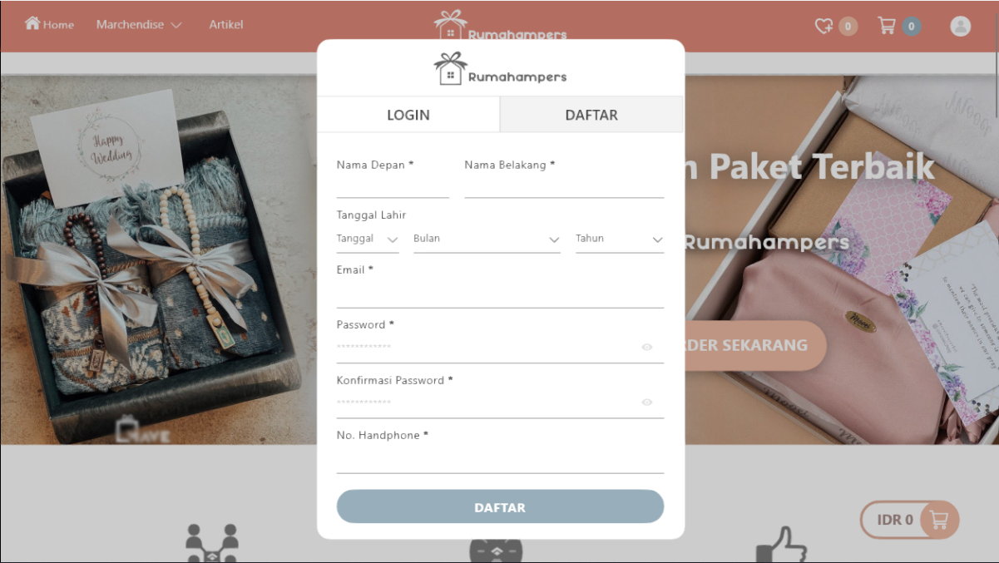 Home
Marchendise
Artikel
Rumahampers
0
0
Rumahampers
LOGIN
DAFTAR
Nama Depan *
Nama Belakang *
Tanggal Lahir
Tanggal
Bulan
Tahun
Email *
Password *
************
Konfirmasi Password *
************
No. Handphone *
DAFTAR
Happy
Wedding
n Paket Terbaik
Rumahampers
RDER SEKARANG
IDR 0